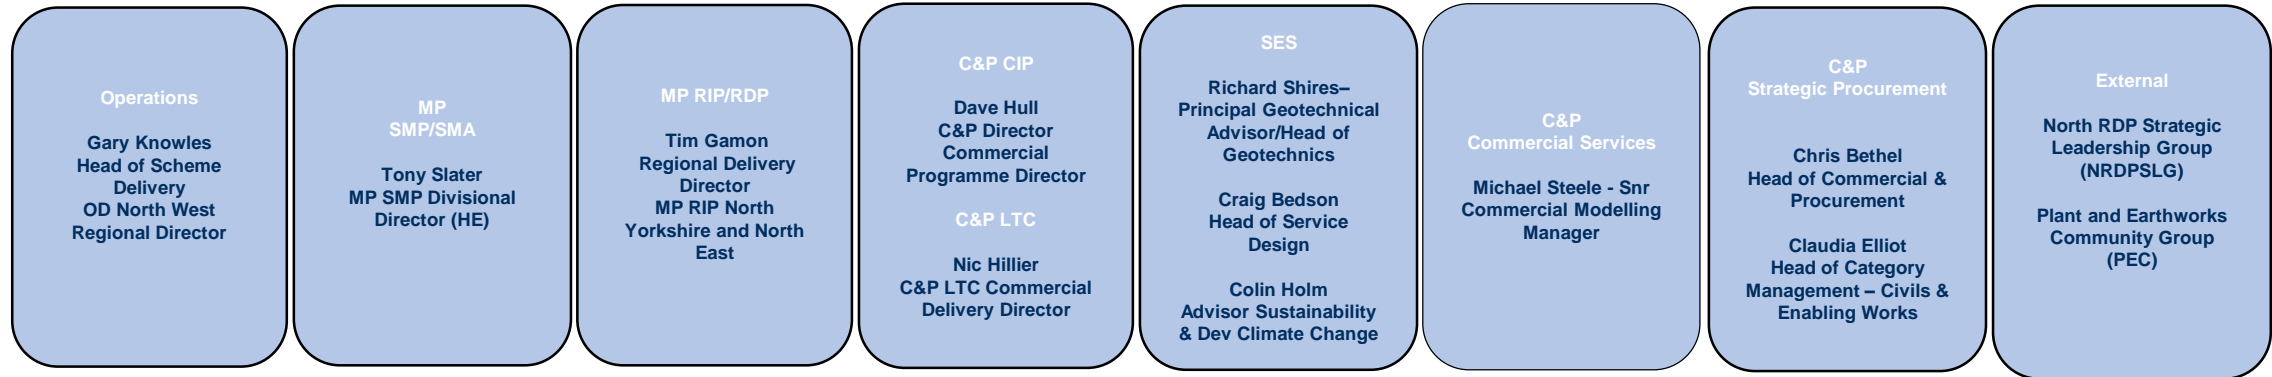 Operations
Gary Knowles
Head of Scheme
Delivery
OD North West
Regional Director
MP
SMP/SMA
Tony Slater
MP SMP Divisional
Director (HE)
MP RIP/RDP
Tim Gamon
Regional Delivery
Director
MP RIP North
Yorkshire and North
East
C&P CIP
Dave Hull
C&P Director
Commercial
Programme Director
C&P LTC
Nic Hillier
C&P LTC Commercial
Delivery Director
SES
Richard Shires–
Principal Geotechnical
Advisor/Head of
Geotechnics
Craig Bedson
Head of Service
Design
Colin Holm
Advisor Sustainability
& Dev Climate Change
C&P
Commercial Services
Michael Steele - Snr
Commercial Modelling
Manager
C&P
Strategic Procurement
Chris Bethel
Head of Commercial &
Procurement
Claudia Elliot
Head of Category
Management – Civils &
Enabling Works
External
North RDP Strategic
Leadership Group
(NRDPSLG)
Plant and Earthworks
Community Group
(PEC)